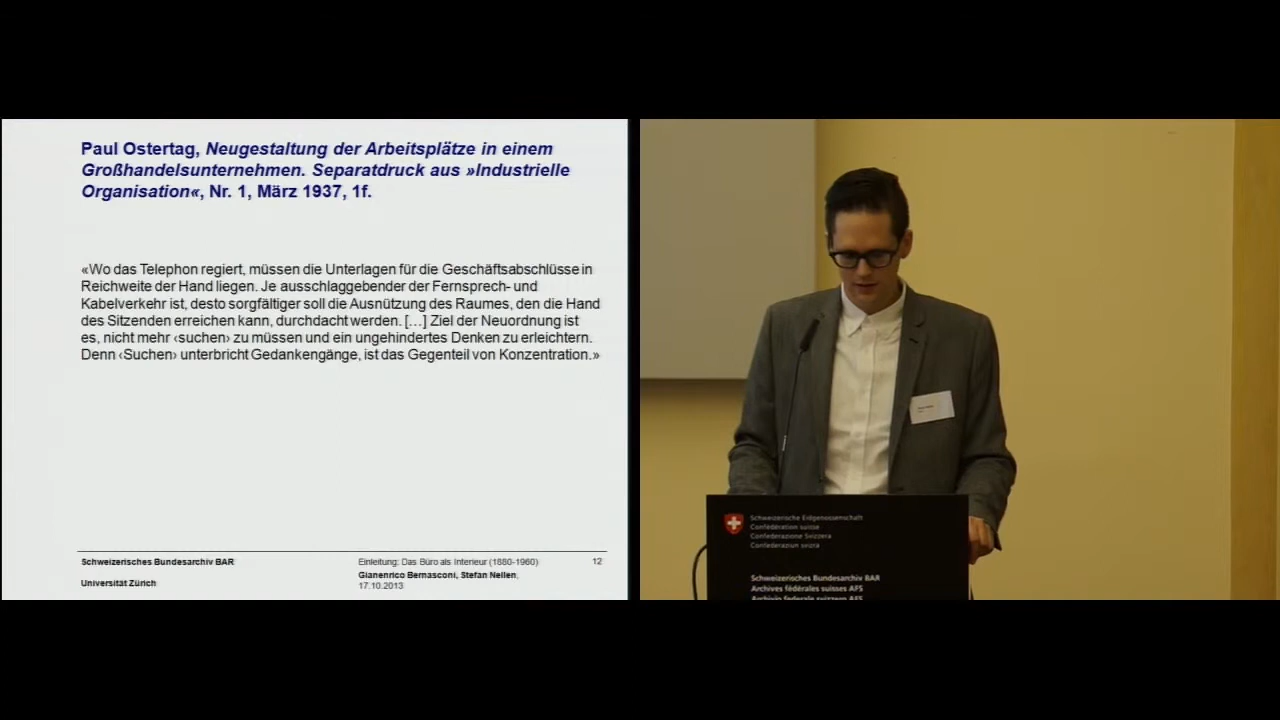 Paul Ostertag, Neugestaltung der Arbeitsplätze in einem
Großhandelsunternehmen. Separatdruck aus »Industrielle
Organisation«, Nr. 1, März 1937, 1f.
«Wo das Telephon regiert, müssen die Unterlagen für die Geschäftsabschlüsse in
Reichweite der Hand liegen. Je ausschlaggebender der Fernsprech- und
Kabelverkehr ist, desto sorgfältiger soll die Ausnützung des Raumes, den die Hand
des Sitzenden erreichen kann, durchdacht werden. […] Ziel der Neuordnung ist
es, nicht mehr ‹suchen› zu müssen und ein ungehindertes Denken zu erleichtern.
Denn ‹Suchen› unterbricht Gedankengänge, ist das Gegenteil von Konzentration.»
Schweizerisches Bundesarchiv BAR
Universität Zürich
Einleitung: Das Büro als Interieur (1880-1960)
Gianenrico Bernasconi, Stefan Nellen,
17.10.2013
12
Schweizerische Eidgenossenschaft
Confédération suisse
Confederazione Svizzera
Confederaziun svizra
Schweizerisches Bundesarchiv BAR
Archives fédérales suisses AFS
Archivio federale svizzero AFS